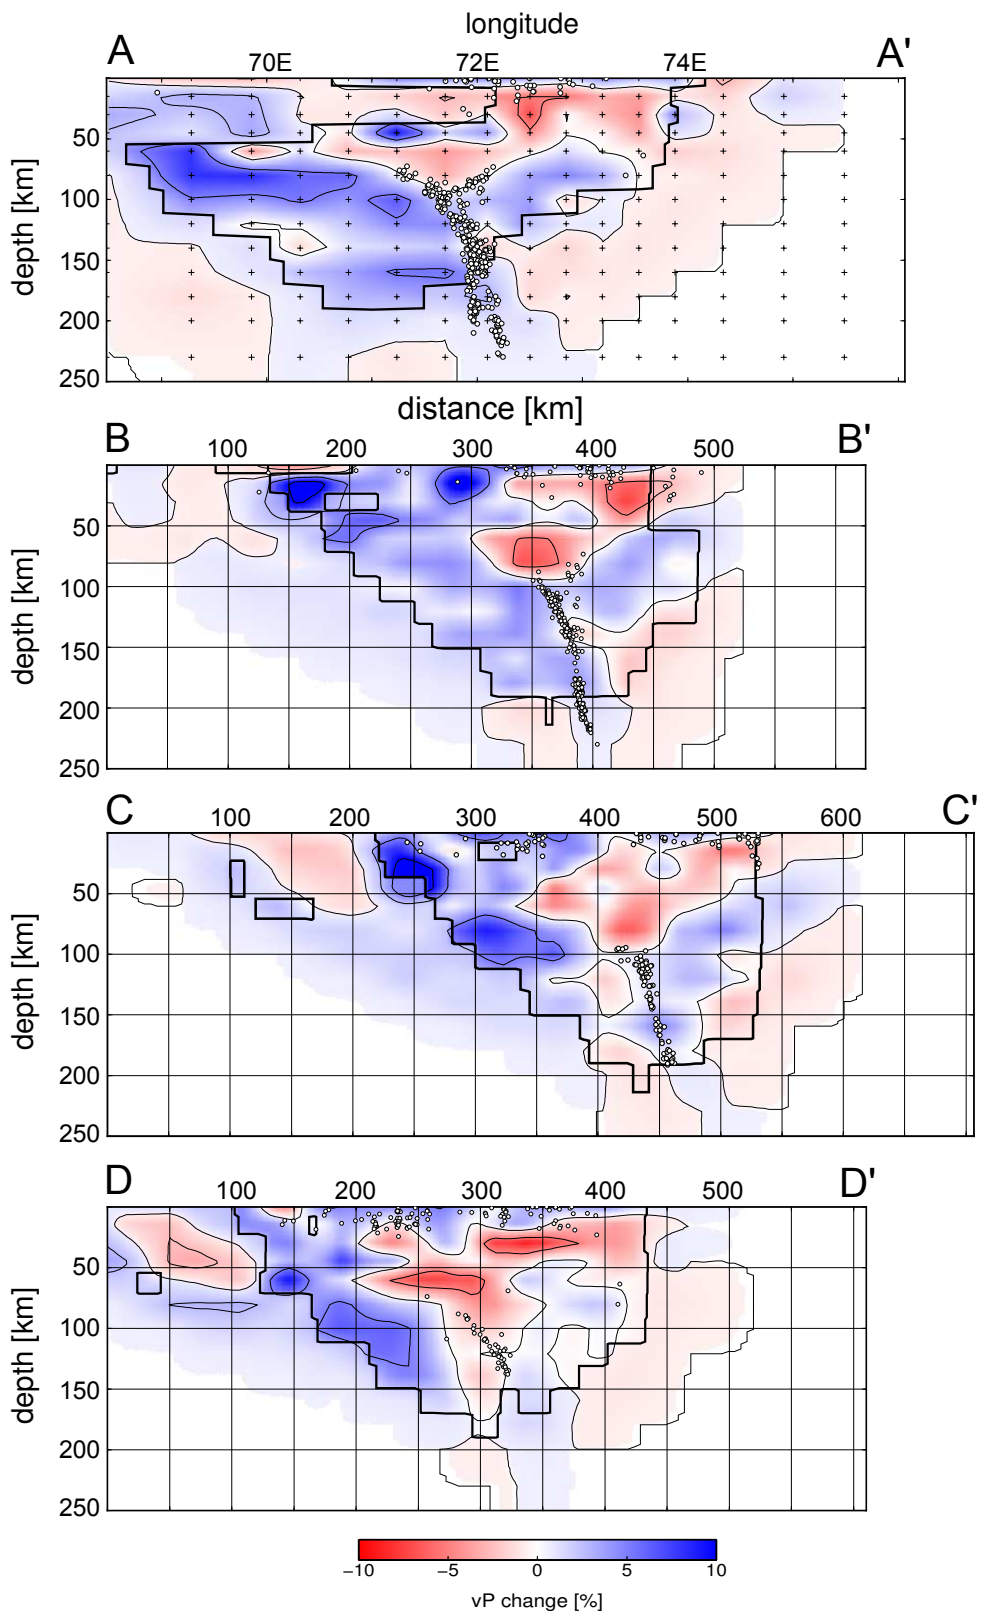 longitude
A 70E 72E 74E A'
50
100
150
200
250
depth [km]
distance [km]
B 100 200 300 400 500 B'
50
100
150
200
250
depth [km]
C 100 200 300 400 500 600 C'
50
100
150
200
250
depth [km]
D 100 200 300 400 500 D'
50
100
150
200
250
depth [km]
−10 −5 0 5 10
vP change [%]